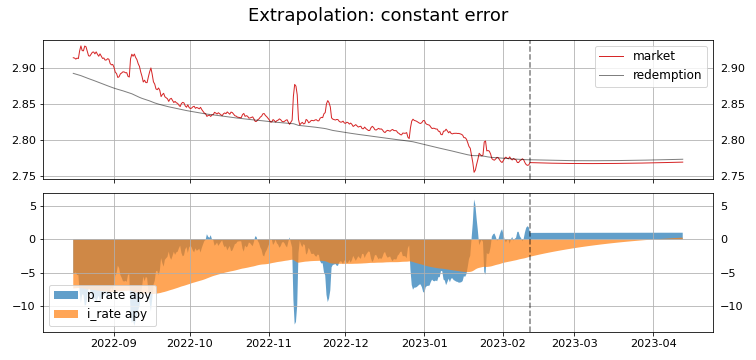 Extrapolation: constant error
2.90
2.85
2.80
2.75
market
redemption
2.90
2.85
2.80
2.75
5
0
−5
−10
p_rate apy
i_rate apy
5
0
−5
−10
2022-09 2022-10 2022-11 2022-12 2023-01 2023-02 2023-03 2023-04